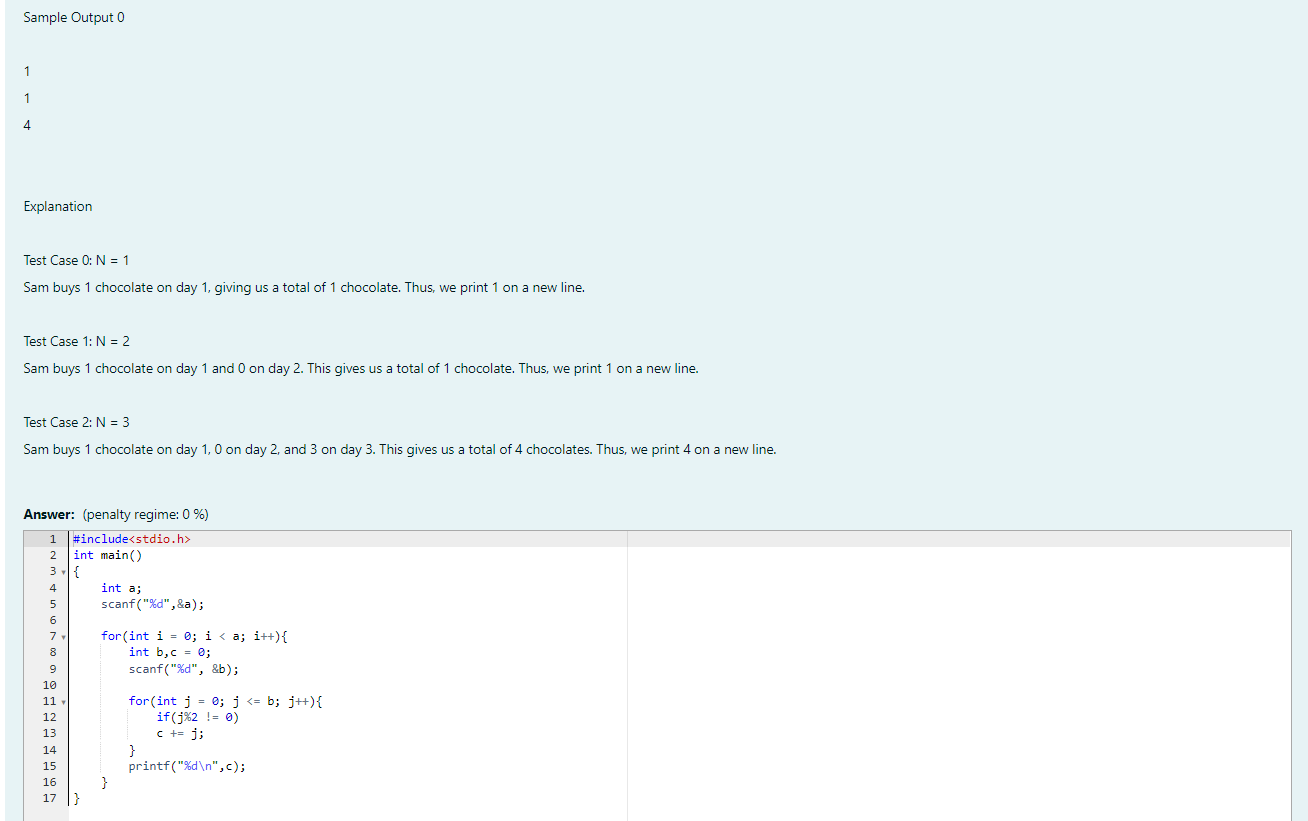 Sample Output 0
1
1
4
Explanation
Test Case 0: N = 1
Sam buys 1 chocolate on day 1, giving us a total of 1 chocolate. Thus, we print 1 on a new line.
Test Case 1: N = 2
Sam buys 1 chocolate on day 1 and 0 on day 2. This gives us a total of 1 chocolate. Thus, we print 1 on a new line.
Test Case 2: N = 3
Sam buys 1 chocolate on day 1, 0 on day 2, and 3 on day 3. This gives us a total of 4 chocolates. Thus, we print 4 on a new line.
Answer: (penalty regime: 0 %)
1 #include<stdio.h>
2 int main()
3 {
4     int a;
5     scanf("%d",&a);
6
7     for(int i = 0; i < a; i++){
8         int b,c = 0;
9         scanf("%d", &b);
10
11         for(int j = 0; j <= b; j++){
12             if(j%2 != 0)
13             c += j;
14         }
15         printf("%d\n",c);
16     }
17 }